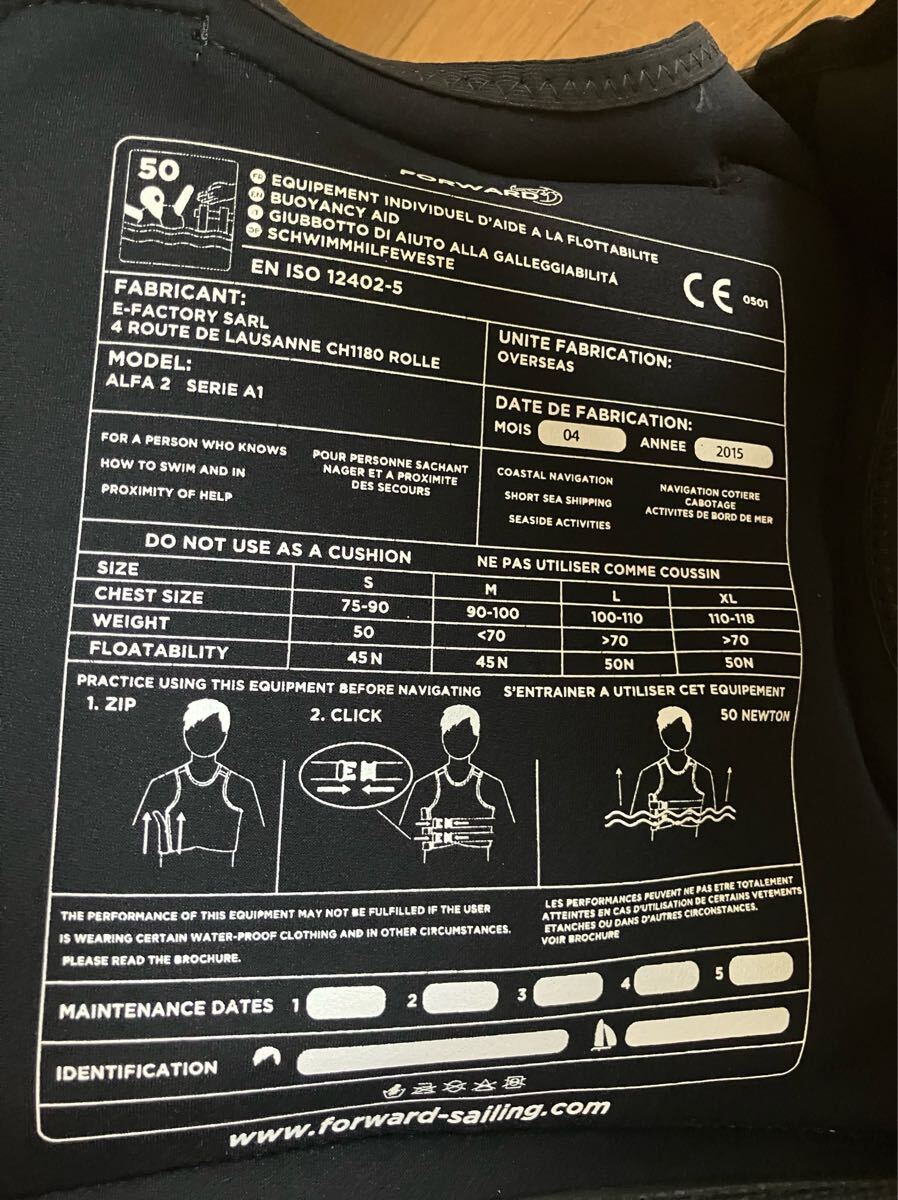 FORWARD
50
FR EQUIPEMENT INDIVIDUEL D'AIDE A LA FLOTTABILITE
EN BUOYANCY AID
GIUBBOTTO DI AIUTO ALLA GALLEGGIABILITÁ
DE SCHWIMMHILFEWESTE
EN ISO 12402-5
CE 0501
FABRICANT:
E-FACTORY SARL
4 ROUTE DE LAUSANNE CH1180 ROLLE
UNITE FABRICATION:
OVERSEAS
MODEL:
ALFA 2 SERIE A1
DATE DE FABRICATION:
MOIS 04 ANNEE 2015
FOR A PERSON WHO KNOWS
HOW TO SWIM AND IN
PROXIMITY OF HELP
POUR PERSONNE SACHANT
NAGER ET A PROXIMITE
DES SECOURS
COASTAL NAVIGATION
SHORT SEA SHIPPING
SEASIDE ACTIVITIES
NAVIGATION COTIERE
CABOTAGE
ACTIVITES DE BORD DE MER
DO NOT USE AS A CUSHION NE PAS UTILISER COMME COUSSIN
SIZE S M L XL
CHEST SIZE 75-90 90-100 100-110 110-118
WEIGHT 50 <70 >70 >70
FLOATABILITY 45N 45N 50N 50N
PRACTICE USING THIS EQUIPMENT BEFORE NAVIGATING S'ENTRAINER A UTILISER CET EQUIPEMENT
1. ZIP
2. CLICK
50 NEWTON
THE PERFORMANCE OF THIS EQUIPMENT MAY NOT BE FULFILLED IF THE USER
IS WEARING CERTAIN WATER-PROOF CLOTHING AND IN OTHER CIRCUMSTANCES.
PLEASE READ THE BROCHURE.
LES PERFORMANCES PEUVENT NE PAS ETRE TOTALEMENT
ATTEINTES EN CAS D'UTILISATION DE CERTAINS VETEMENTS
ETANCHES OU DANS D'AUTRES CIRCONSTANCES.
VOIR BROCHURE
MAINTENANCE DATES 1 2 3 4 5
IDENTIFICATION
www.forward-sailing.com